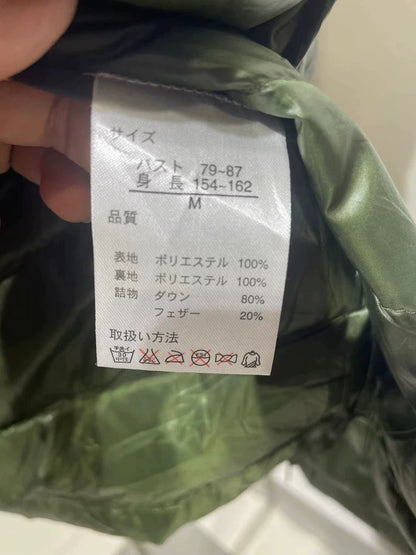 サイズ
バスト 79~87
身 長 154~162
M
品質
表地 ポリエステル 100%
裏地 ポリエステル 100%
詰物 ダウン 80%
フェザー 20%
取扱い方法